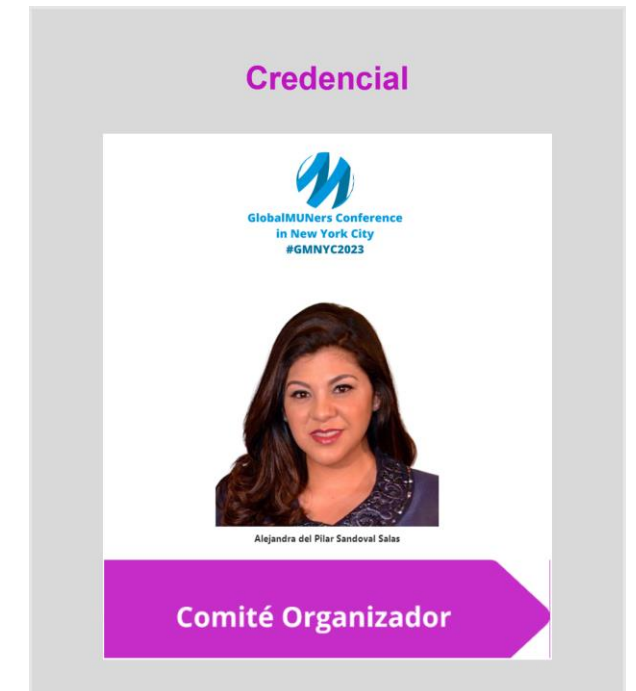 Credencial
GlobalMUNers Conference
in New York City
#GMNYC2023
Alejandra del Pilar Sandoval Salas
Comité Organizador